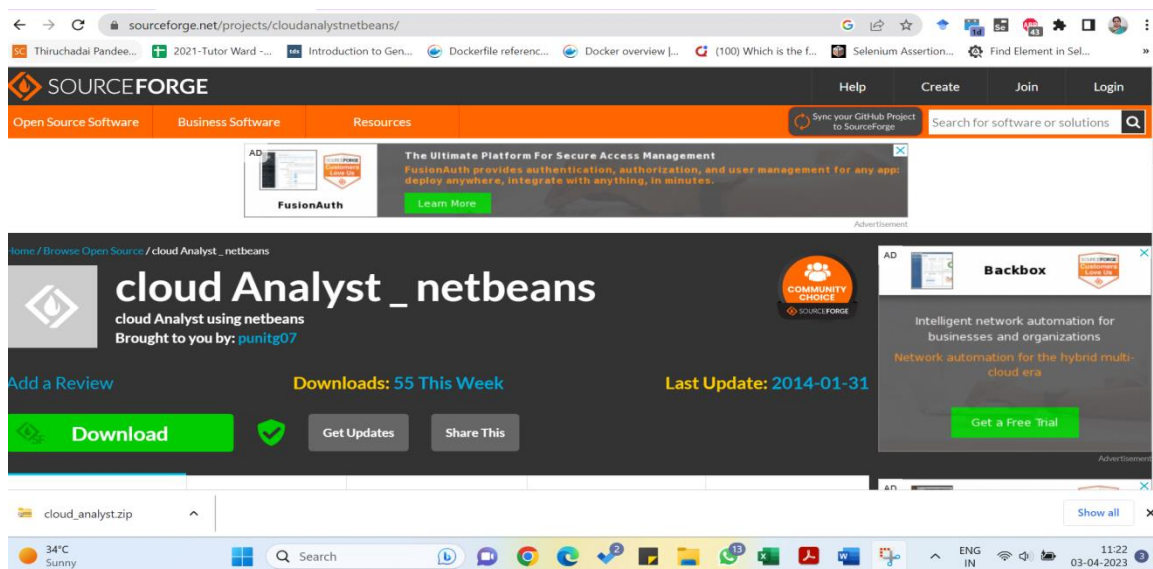 sourceforge.net/projects/cloudanalystnetbeans/
Thiruchadai Pandee...
2021-Tutor Ward -...
Introduction to Gen...
Dockerfile referenc...
Docker overview |...
(100) Which is the f...
Selenium Assertion...
Find Element in Sel...
»
SOURCEFORGE
Help
Create
Join
Login
Open Source Software
Business Software
Resources
Sync your GitHub Project
to SourceForge
Search for software or solutions
AD
FusionAuth
The Ultimate Platform For Secure Access Management
FusionAuth provides authentication, authorization, and user management for any app:
deploy anywhere, integrate with anything, in minutes.
Learn More
Advertisement
Home / Browse Open Source / cloud Analyst _ netbeans
cloud Analyst _ netbeans
cloud Analyst using netbeans
Brought to you by: punitg07
COMMUNITY
CHOICE
SOURCEFORGE
AD
Backbox
Intelligent network automation for
businesses and organizations
Network automation for the hybrid multi-
cloud era
Get a Free Trial
Advertisement
Add a Review
Downloads: 55 This Week
Last Update: 2014-01-31
Download
Get Updates
Share This
AD
cloud_analyst.zip
Show all
34°C
Sunny
Search
ENG
IN
11:22
03-04-2023